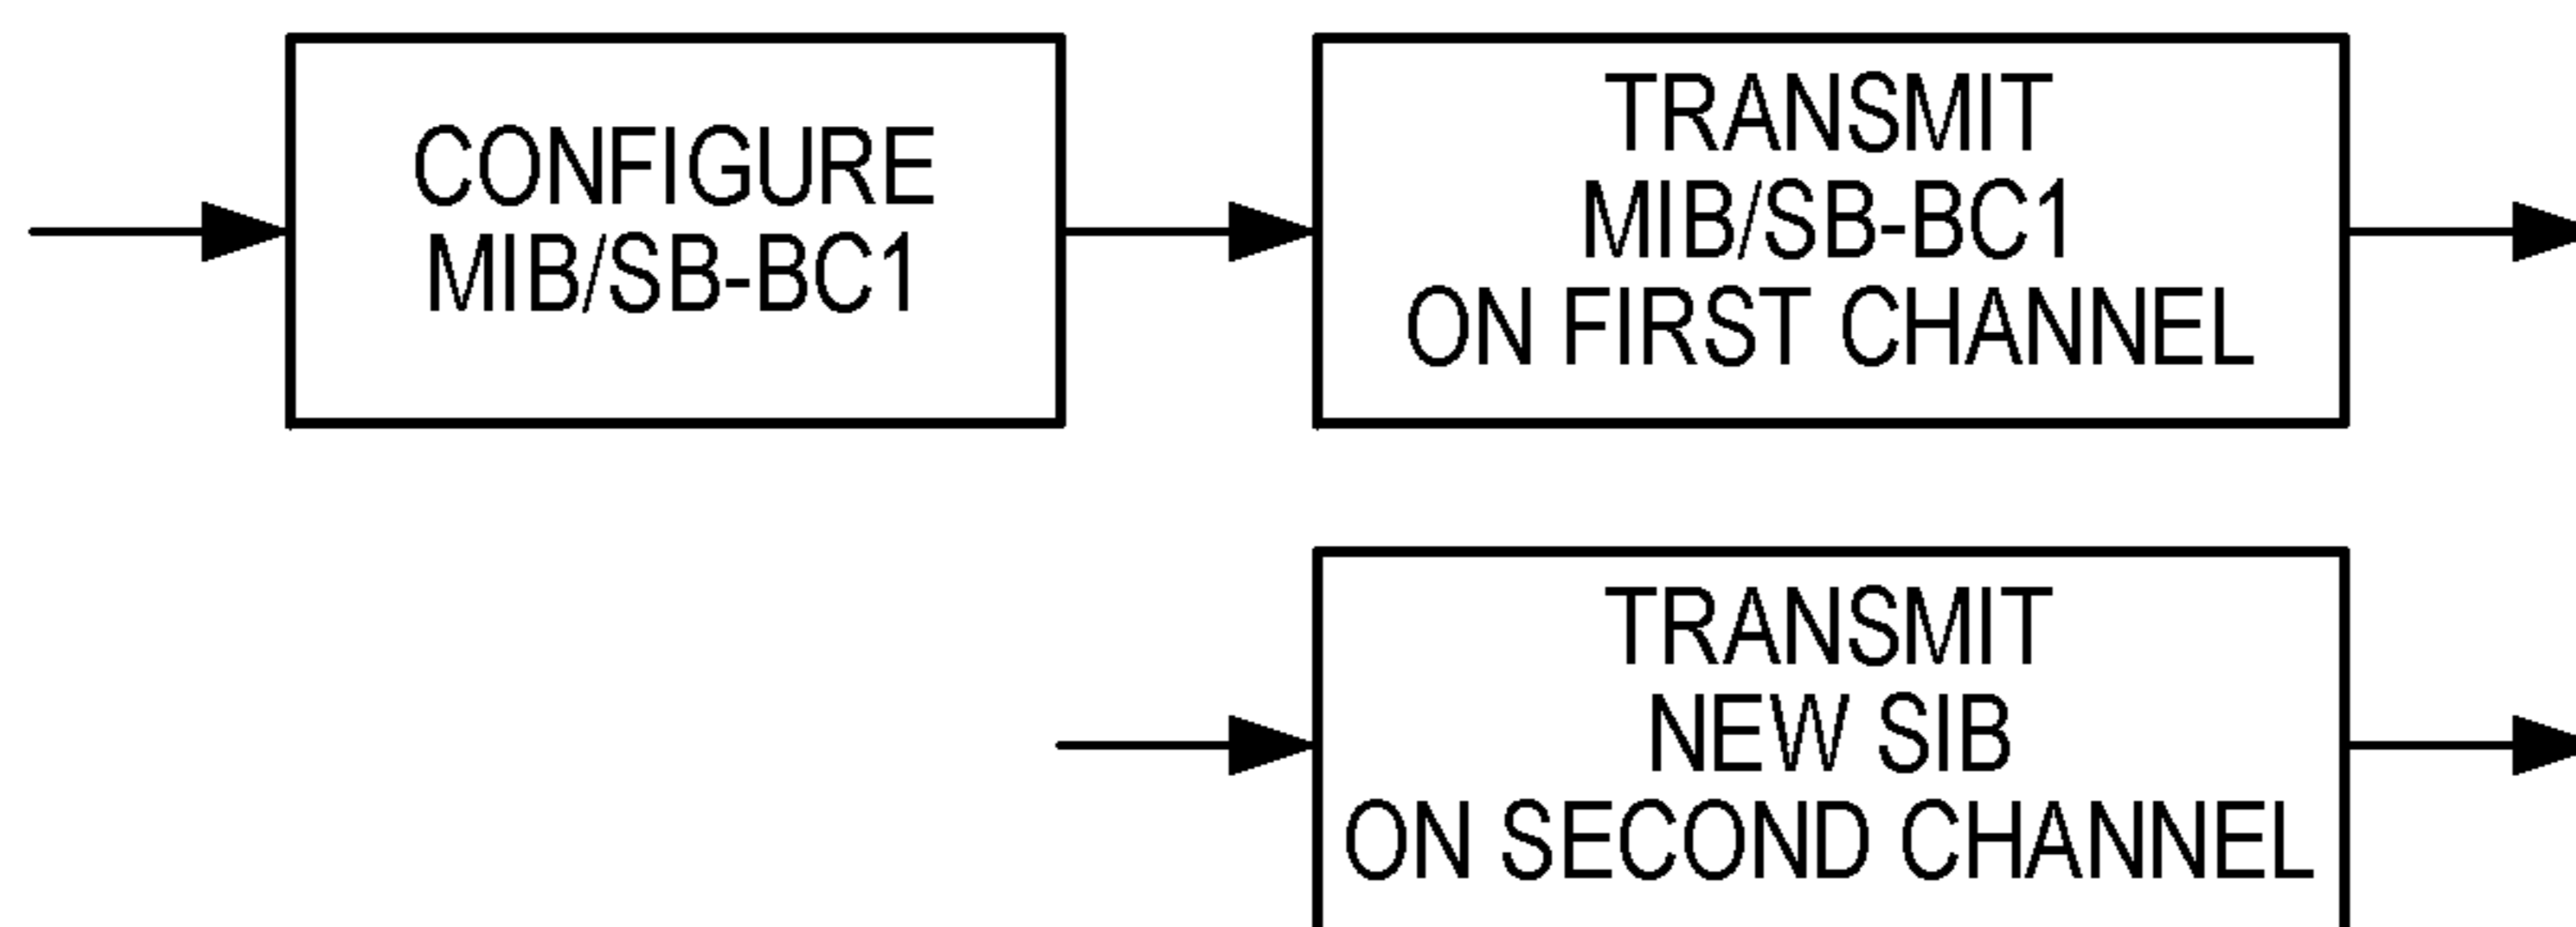 CONFIGURE
MIB/SB-BC1
TRANSMIT
MIB/SB-BC1
ON FIRST CHANNEL
TRANSMIT
NEW SIB
ON SECOND CHANNEL